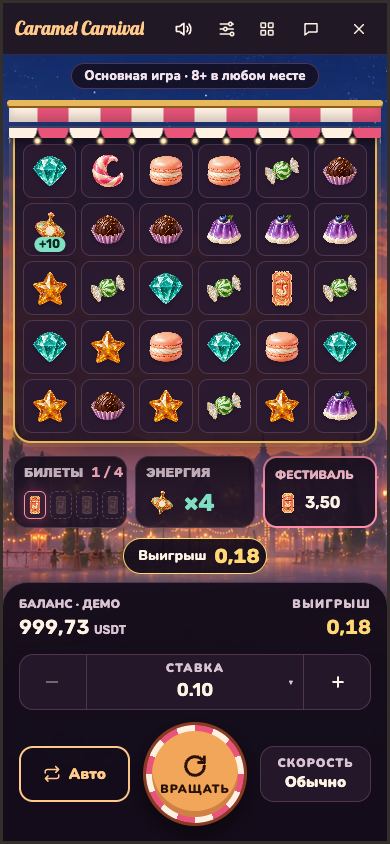 Caramel Carnival
Основная игра · 8+ в любом месте
+10
БИЛЕТЫ 1 / 4
ЭНЕРГИЯ
x4
ФЕСТИВАЛЬ
3,50
Выигрыш 0,18
БАЛАНС · ДЕМО
999,73 USDT
ВЫИГРЫШ
0,18
СТАВКА
0.10
Авто
ВРАЩАТЬ
СКОРОСТЬ
Обычно